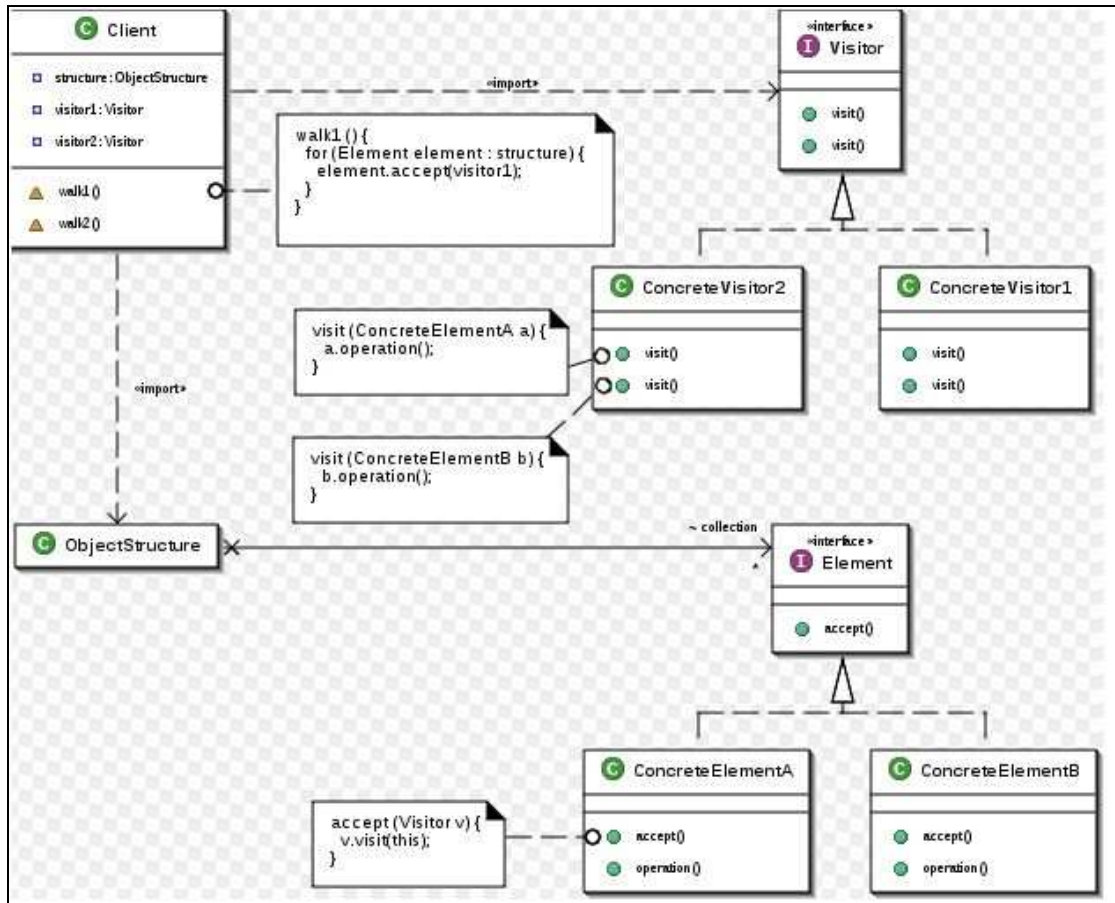 C Client
structure:ObjectStructure
visitor1:Visitor
visitor2:Visitor
walk1()
walk2()
«import»
walk1 () {
for (Element element : structure) {
element.accept(visitor1);
}
}
«interface»
I Visitor
visit()
visit()
C ConcreteVisitor2
visit()
visit()
C ConcreteVisitor1
visit()
visit()
visit (ConcreteElementA a) {
a.operation();
}
«import»
visit (ConcreteElementB b) {
b.operation();
}
C ObjectStructure
~ collection
*
«interface»
I Element
accept()
C ConcreteElementA
accept()
operation()
C ConcreteElementB
accept()
operation()
accept (Visitor v) {
v.visit(this);
}